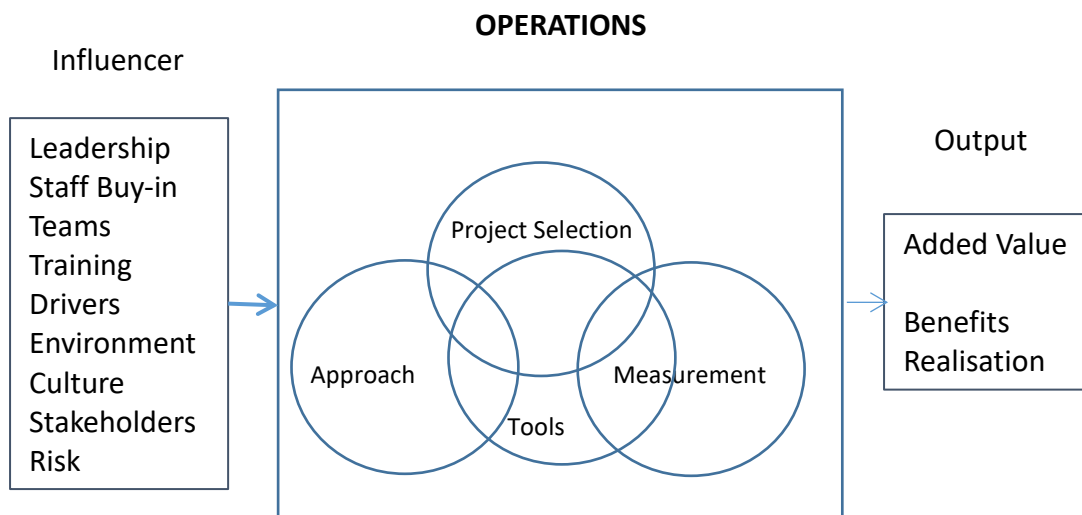 OPERATIONS
Influencer
Leadership
Staff Buy-in
Teams
Training
Drivers
Environment
Culture
Stakeholders
Risk
Project Selection
Approach
Measurement
Tools
Output
Added Value
Benefits
Realisation